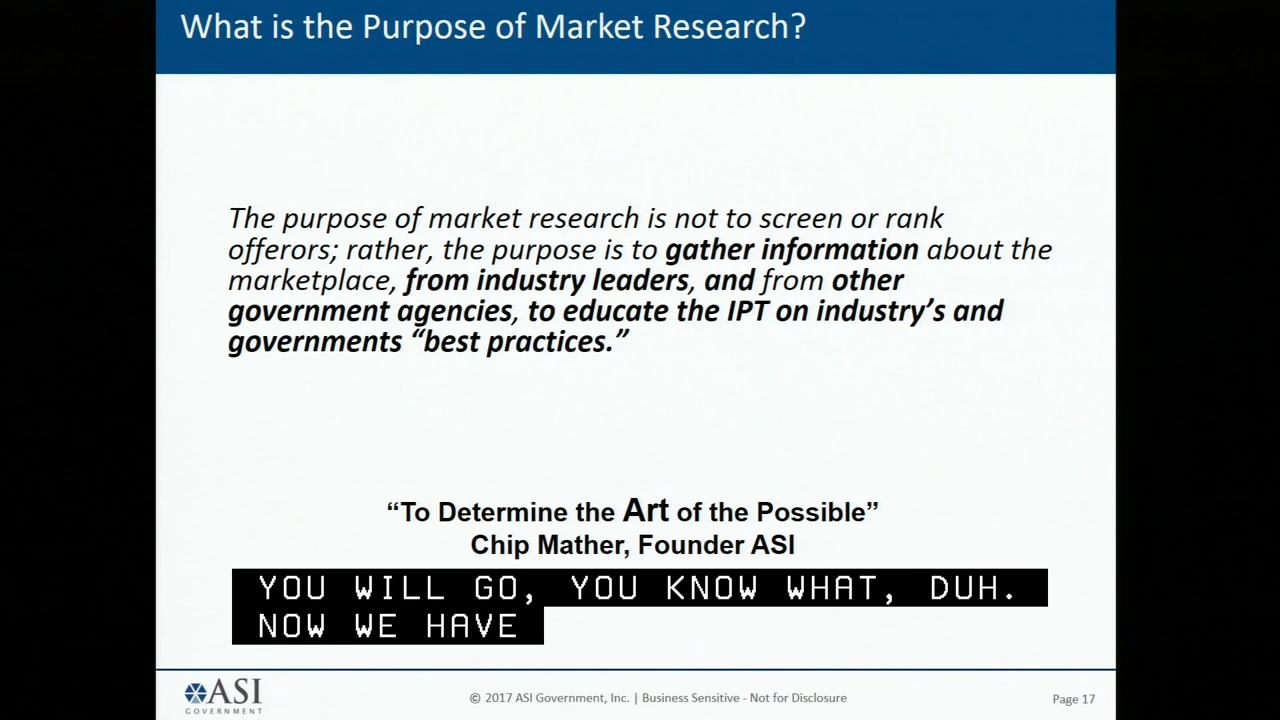 What is the Purpose of Market Research?
The purpose of market research is not to screen or rank
offerors; rather, the purpose is to gather information about the
marketplace, from industry leaders, and from other
government agencies, to educate the IPT on industry’s and
governments “best practices.”
“To Determine the Art of the Possible”
Chip Mather, Founder ASI
YOU WILL GO, YOU KNOW WHAT, DUH.
NOW WE HAVE
ASI
GOVERNMENT
© 2017 ASI Government, Inc. | Business Sensitive - Not for Disclosure
Page 17